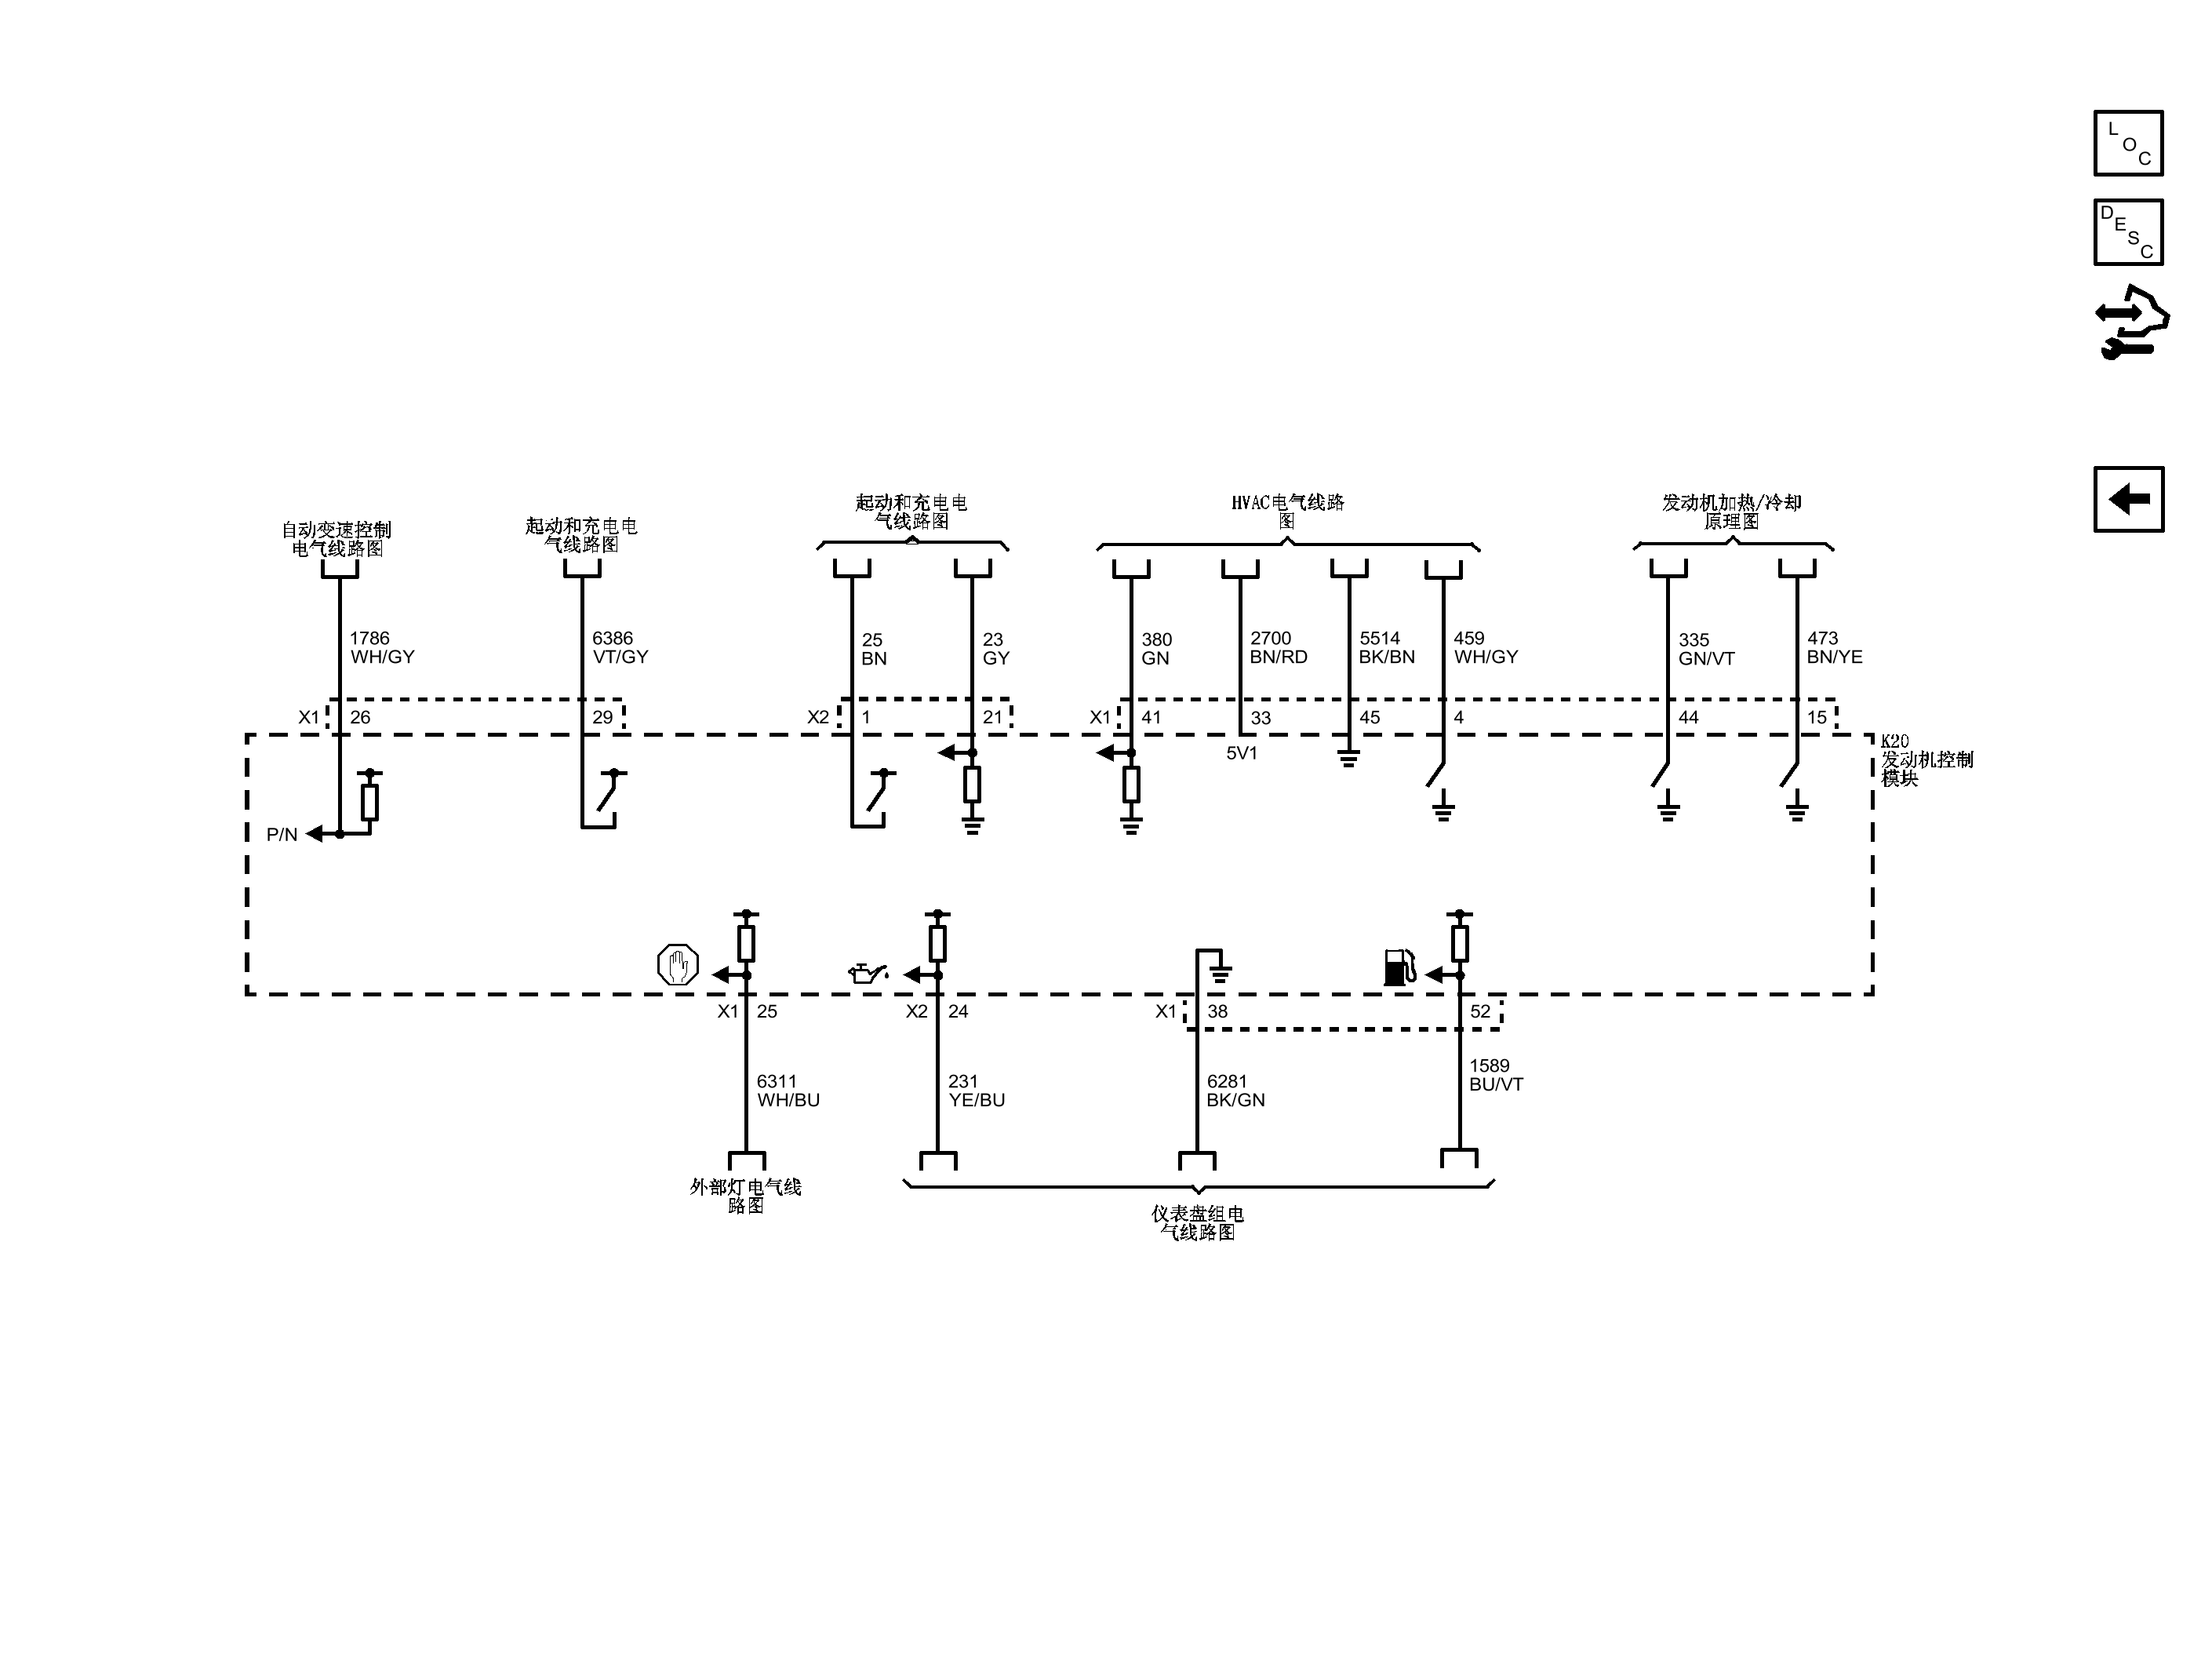 L
O
C
D
E
S
C
自动变速控制
电气线路图
起动和充电电
气线路图
起动和充电电
气线路图
HVAC电气线路
图
发动机加热/冷却
原理图
1786
WH/GY
6386
VT/GY
25
BN
23
GY
380
GN
2700
BN/RD
5514
BK/BN
459
WH/GY
335
GN/VT
473
BN/YE
X1 26 29 X2 1 21 X1 41 33 45 4 44 15
5V1
K20
发动机控制
模块
P/N
X1 25 X2 24 X1 38 52
6311
WH/BU
231
YE/BU
6281
BK/GN
1589
BU/VT
外部灯电气线
路图
仪表盘组电
气线路图